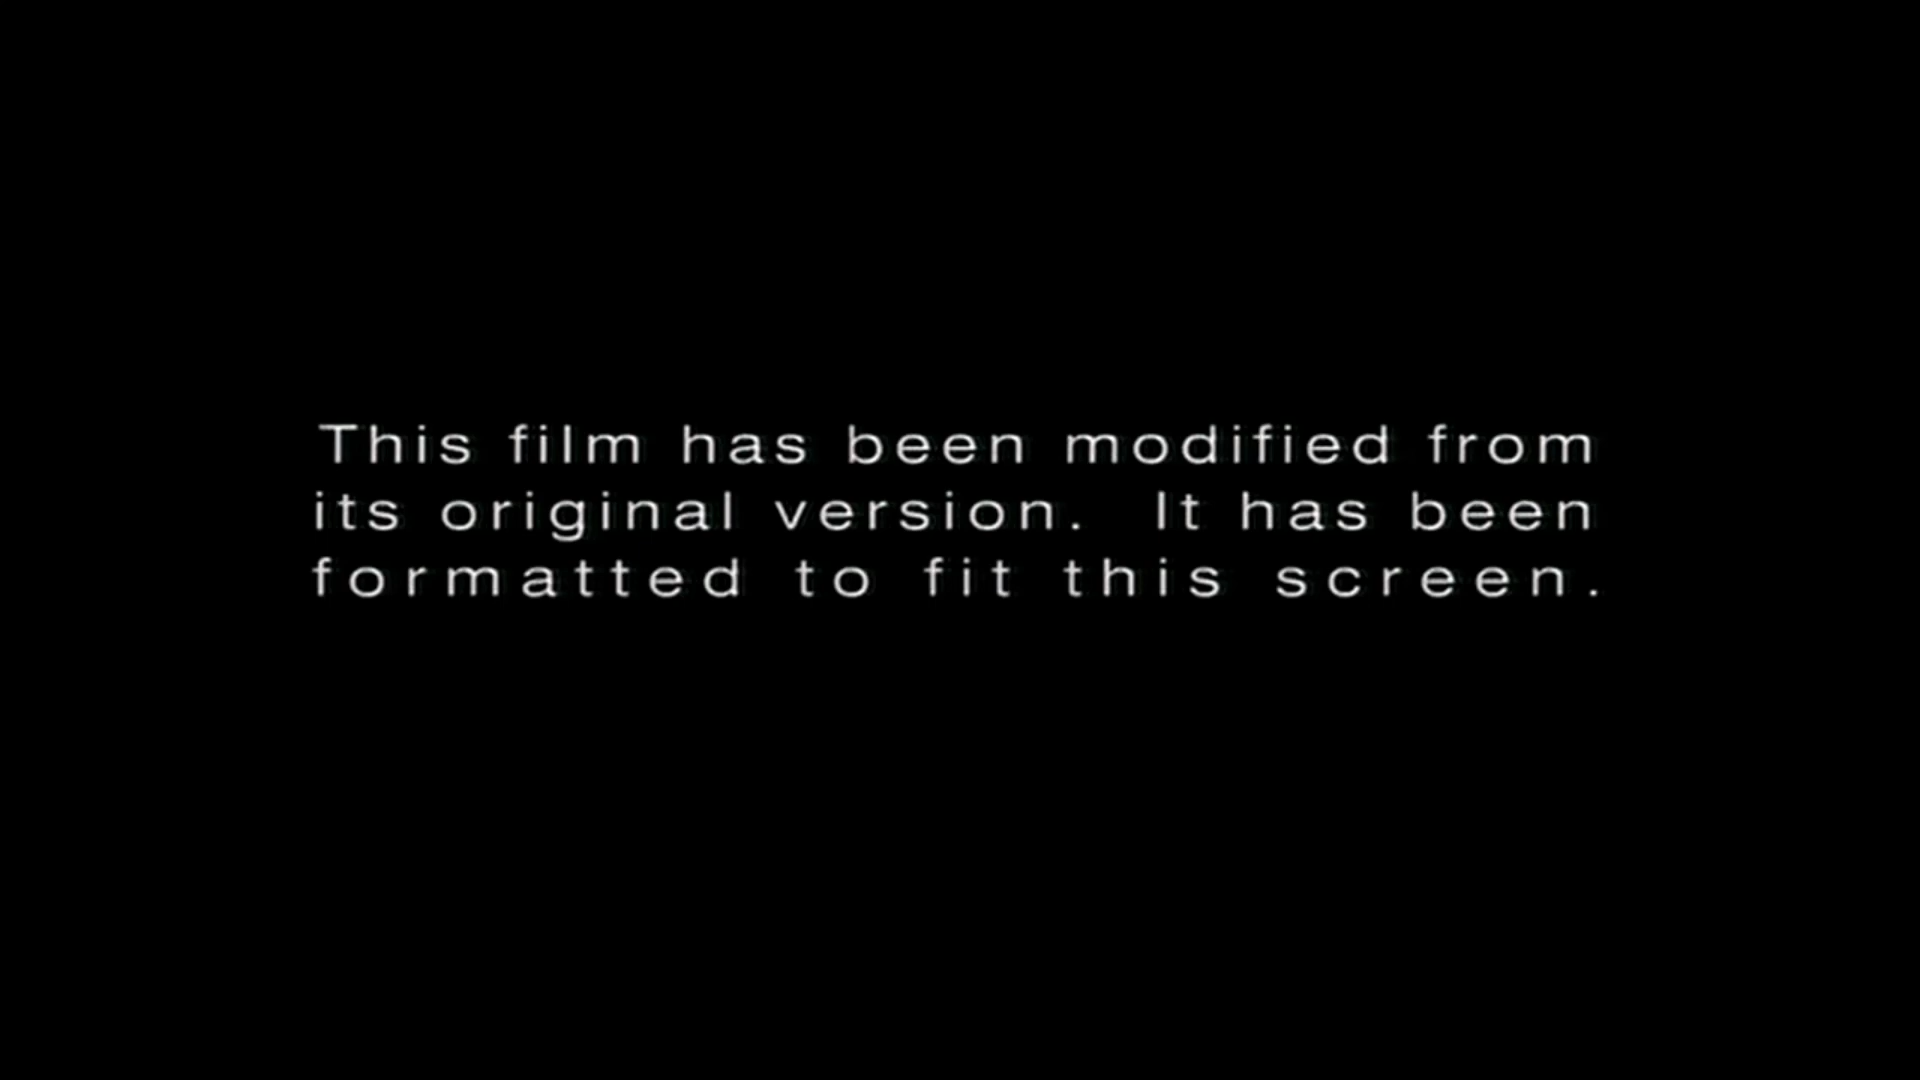 This film has been modified from
its original version.  It has been
formatted to fit this screen.